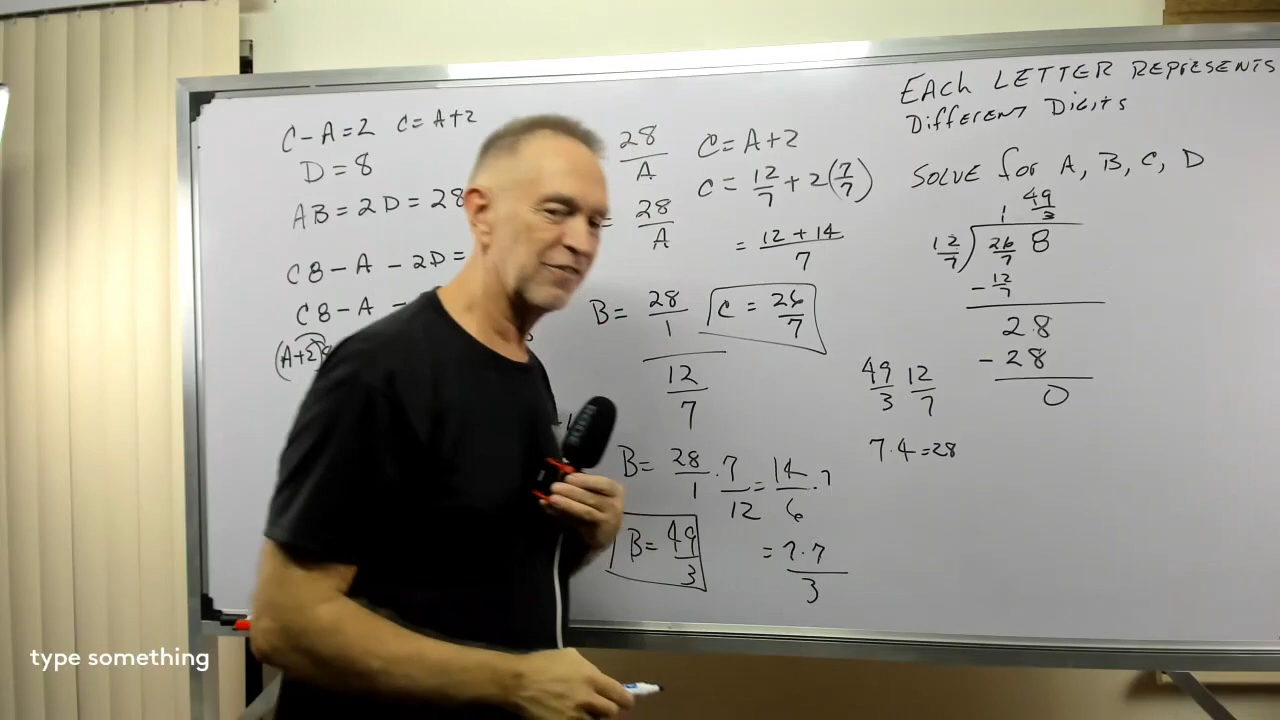 EACH LETTER REPRESENTS
Different Digits
SOLVE for A, B, C, D
C - A = 2 C = A + 2
D = 8
AB = 2D = 28
C8 - A - 2D =
C8 - A -
(A+2)8
28
A
= 28
A
B = 28
1
12
7
B = 28/1 · 7/12 = 14/6 · 7
= 7·7
3
B = 49/3
C = A + 2
C = 12/7 + 2(7/7)
= 12 + 14
7
C = 26/7
1 49/3
12/7 26/7 8
- 12/7
28
- 28
0
49/3 12/7
7·4=28
type something